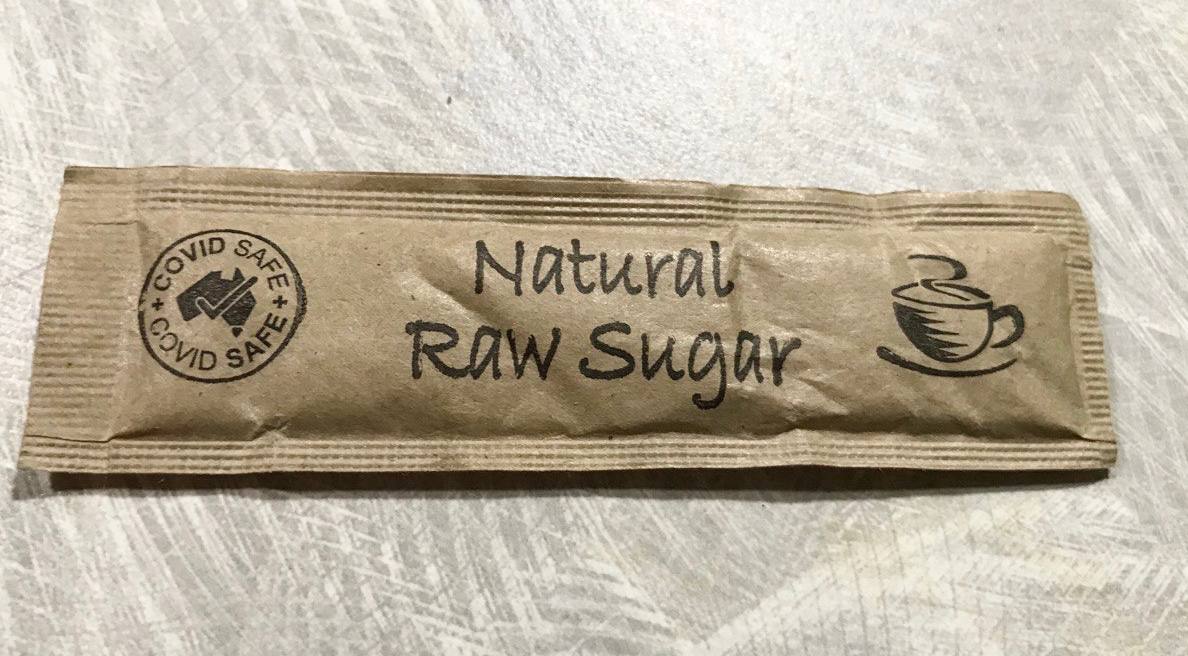 COVID SAFE
+ +
COVID SAFE
Natural
Raw Sugar